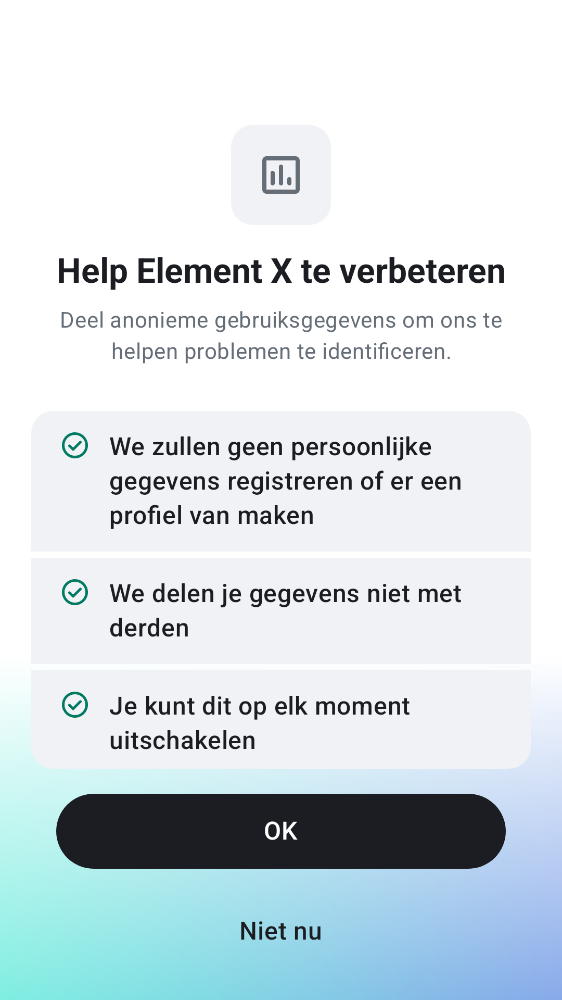 Help Element X te verbeteren
Deel anonieme gebruiksgegevens om ons te
helpen problemen te identificeren.
We zullen geen persoonlijke
gegevens registreren of er een
profiel van maken
We delen je gegevens niet met
derden
Je kunt dit op elk moment
uitschakelen
OK
Niet nu